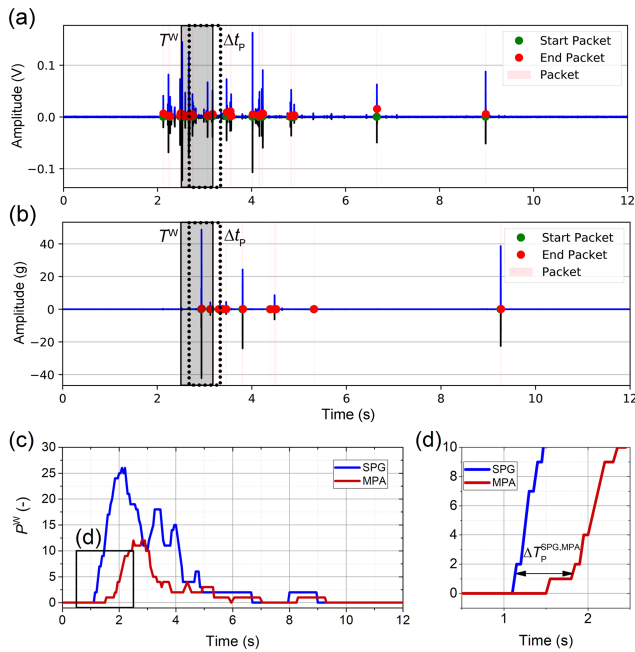 (a)
T^W
Δt_P
Start Packet
End Packet
Packet
Amplitude (V)
0.1
0.0
−0.1
0 2 4 6 8 10 12
(b)
T^W
Δt_P
Start Packet
End Packet
Packet
Amplitude (g)
40
20
0
−20
−40
0 2 4 6 8 10 12
Time (s)
(c)
SPG
MPA
(d)
P^W (-)
30
25
20
15
10
5
0
0 2 4 6 8 10 12
Time (s)
(d)
SPG
MPA
ΔT_P^SPG,MPA
10
8
6
4
2
0
1 2
Time (s)